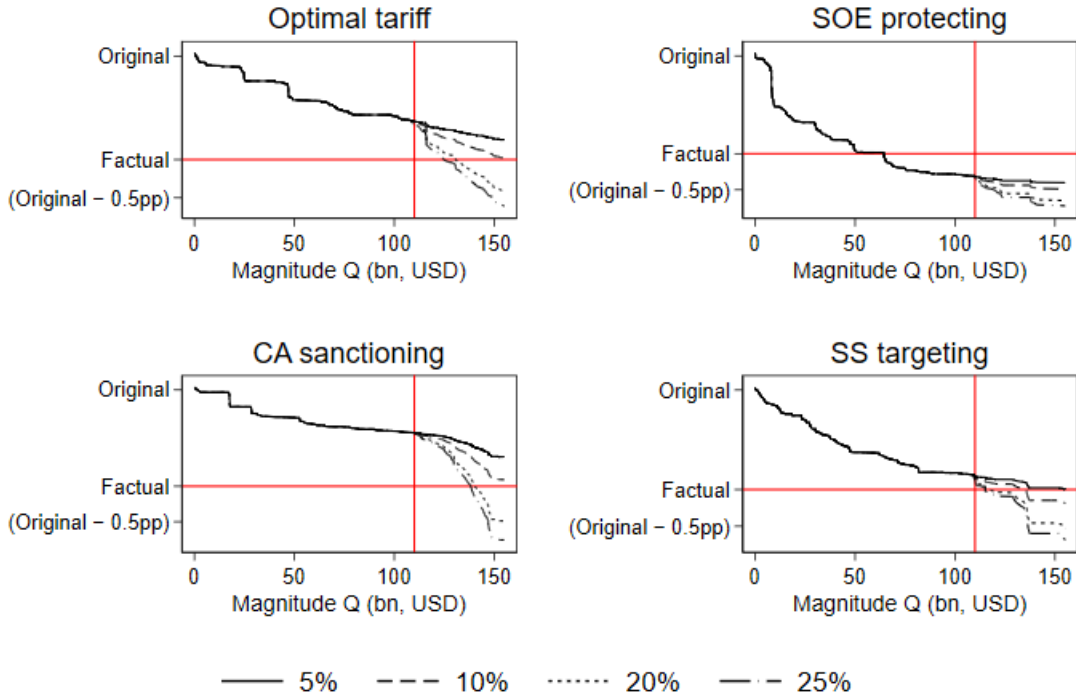 Optimal tariff
Original
Factual
(Original − 0.5pp)
0 50 100 150
Magnitude Q (bn, USD)
SOE protecting
Original
Factual
(Original − 0.5pp)
0 50 100 150
Magnitude Q (bn, USD)
CA sanctioning
Original
Factual
(Original − 0.5pp)
0 50 100 150
Magnitude Q (bn, USD)
SS targeting
Original
Factual
(Original − 0.5pp)
0 50 100 150
Magnitude Q (bn, USD)
5% 10% 20% 25%